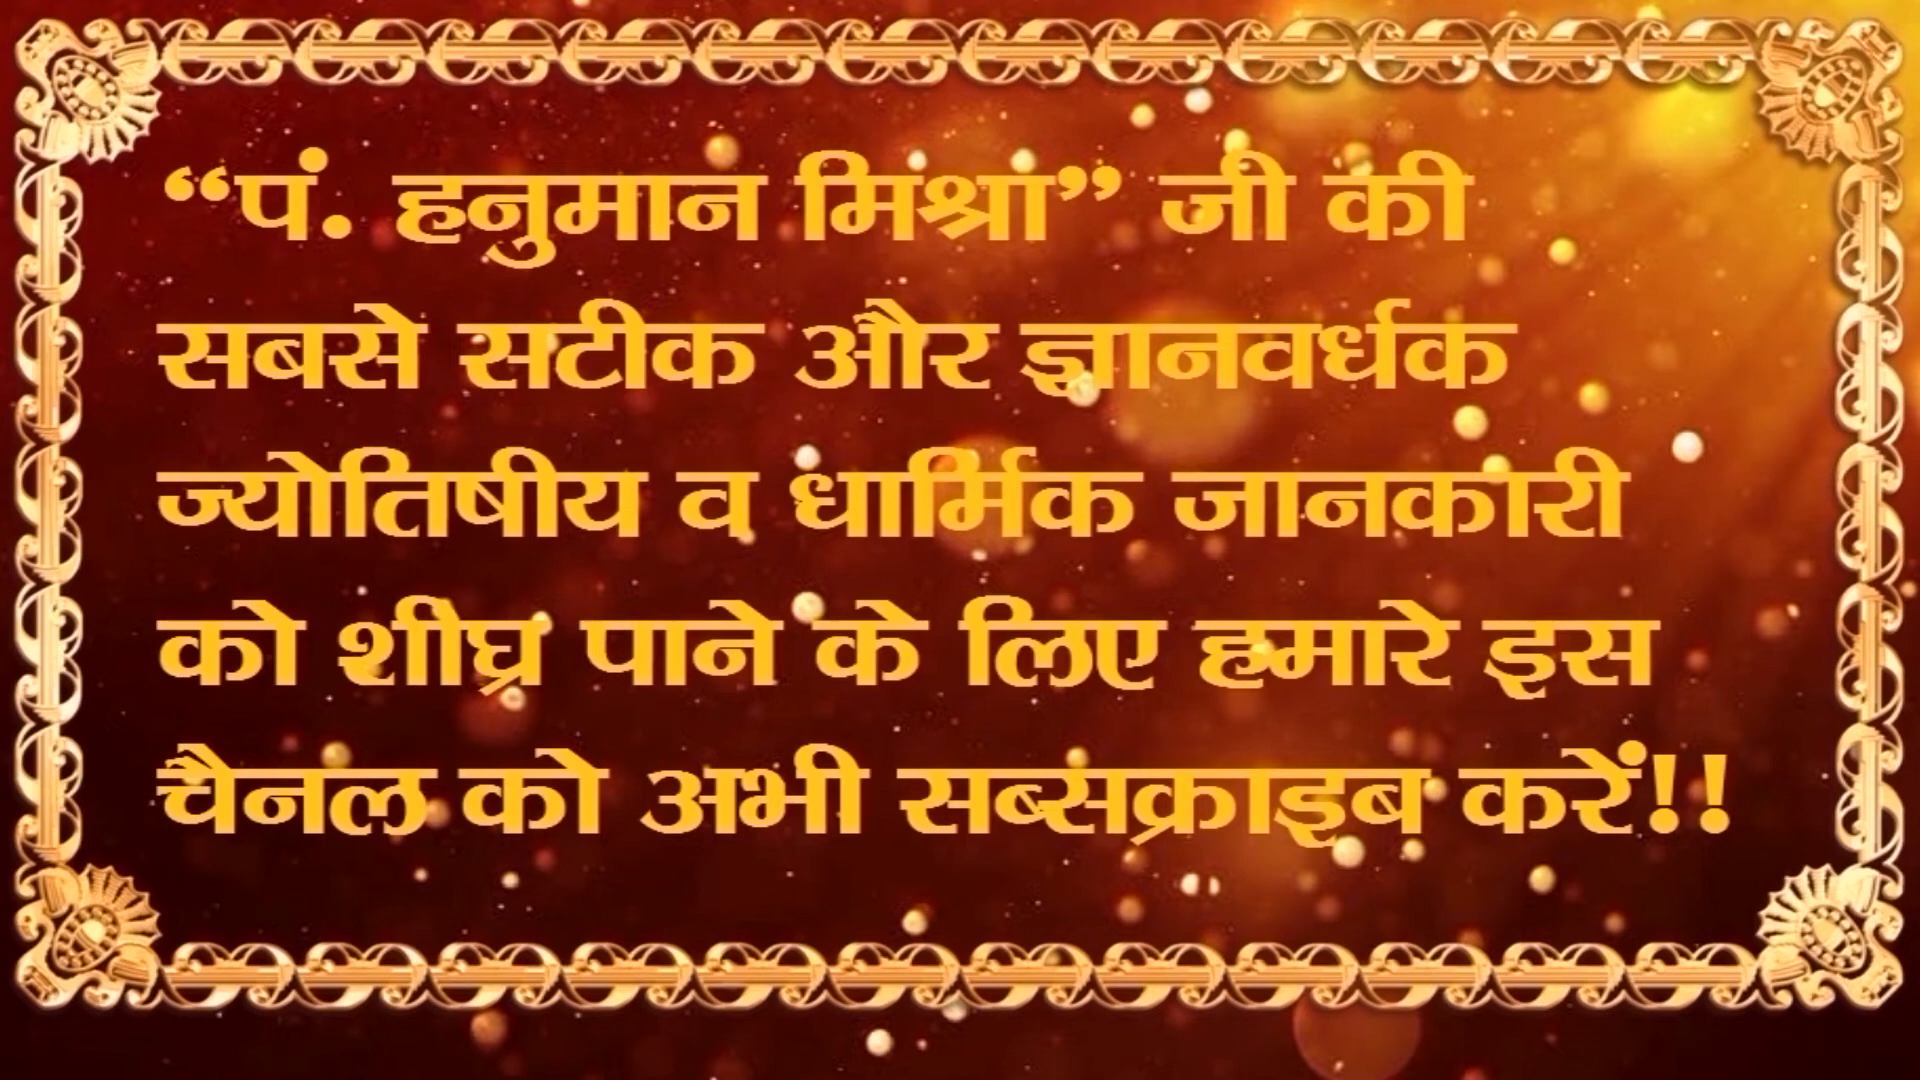 “पं. हनुमान मिश्रा” जी की
सबसे सटीक और ज्ञानवर्धक
ज्योतिषीय व धार्मिक जानकारी
को शीघ्र पाने के लिए हमारे इस
चैनल को अभी सब्सक्राइब करें!!